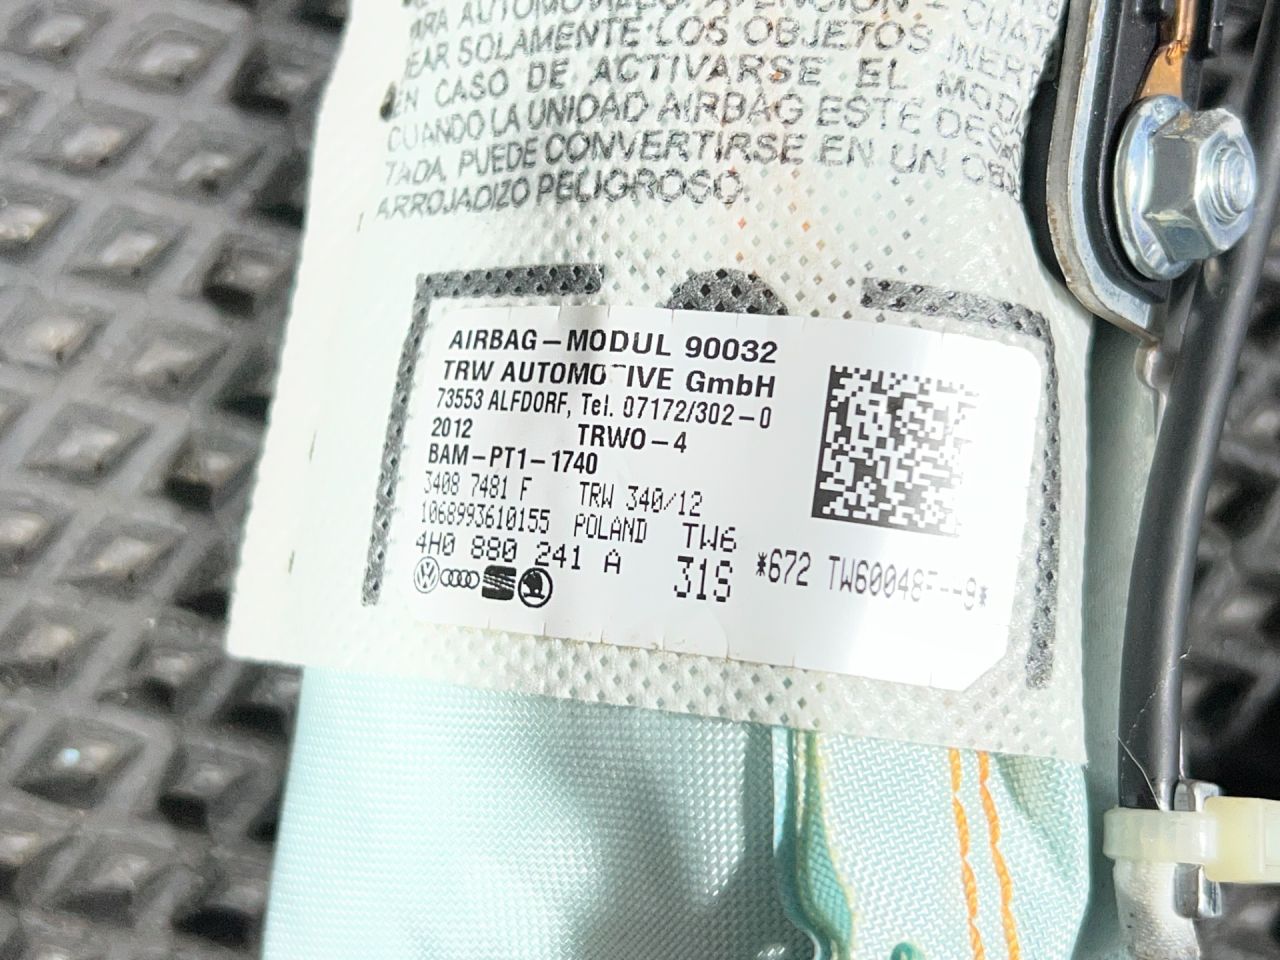 PARA AUTOMOVILES. ATENCION -
SOLAMENTE LOS OBJETOS
EN CASO DE ACTIVARSE EL
CUANDO LA UNIDAD AIRBAG ESTE
TADA, PUEDE CONVERTIRSE EN UN
ARROJADIZO PELIGROSO.
AIRBAG-MODUL 90032
TRW AUTOMOTIVE GmbH
73553 ALFDORF, Tel. 07172/302-0
2012 TRWO-4
BAM-PT1-1740
3408 7481 F TRW 340/12
1068993610155 POLAND TW6
4H0 880 241 A 31S *672